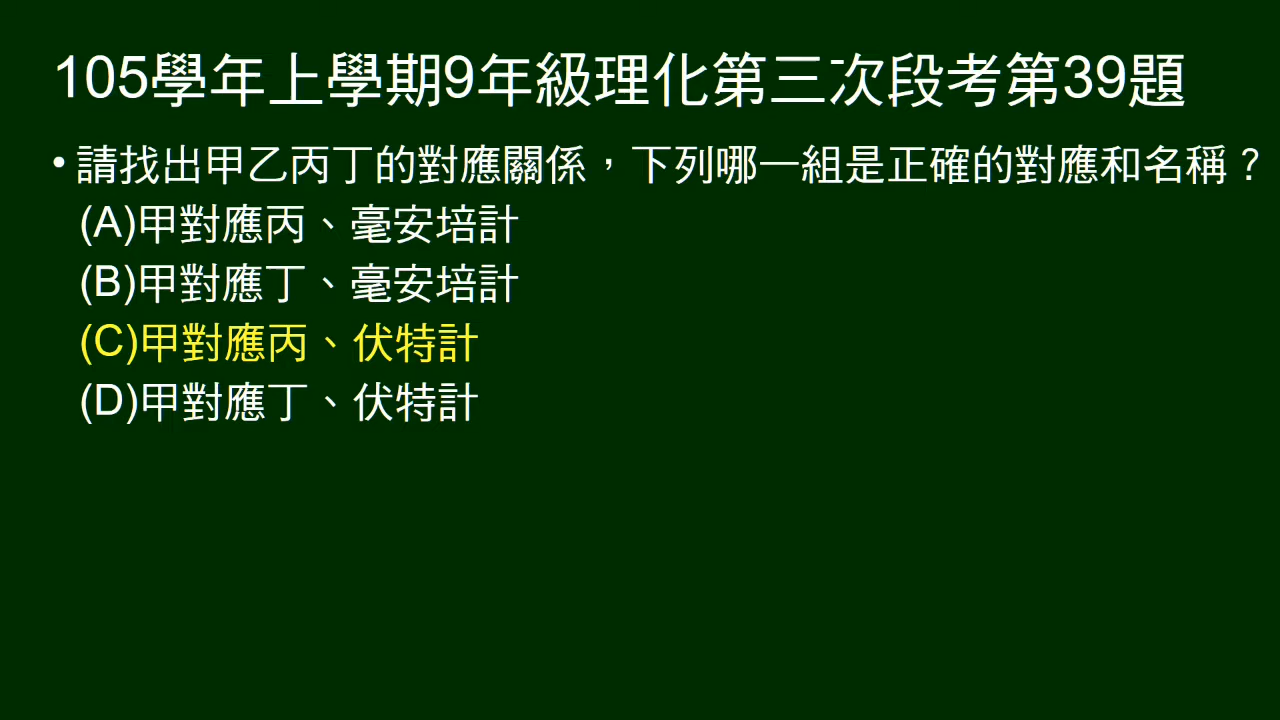 105學年上學期9年級理化第三次段考第39題
•請找出甲乙丙丁的對應關係，下列哪一組是正確的對應和名稱？
(A)甲對應丙、毫安培計
(B)甲對應丁、毫安培計
(C)甲對應丙、伏特計
(D)甲對應丁、伏特計